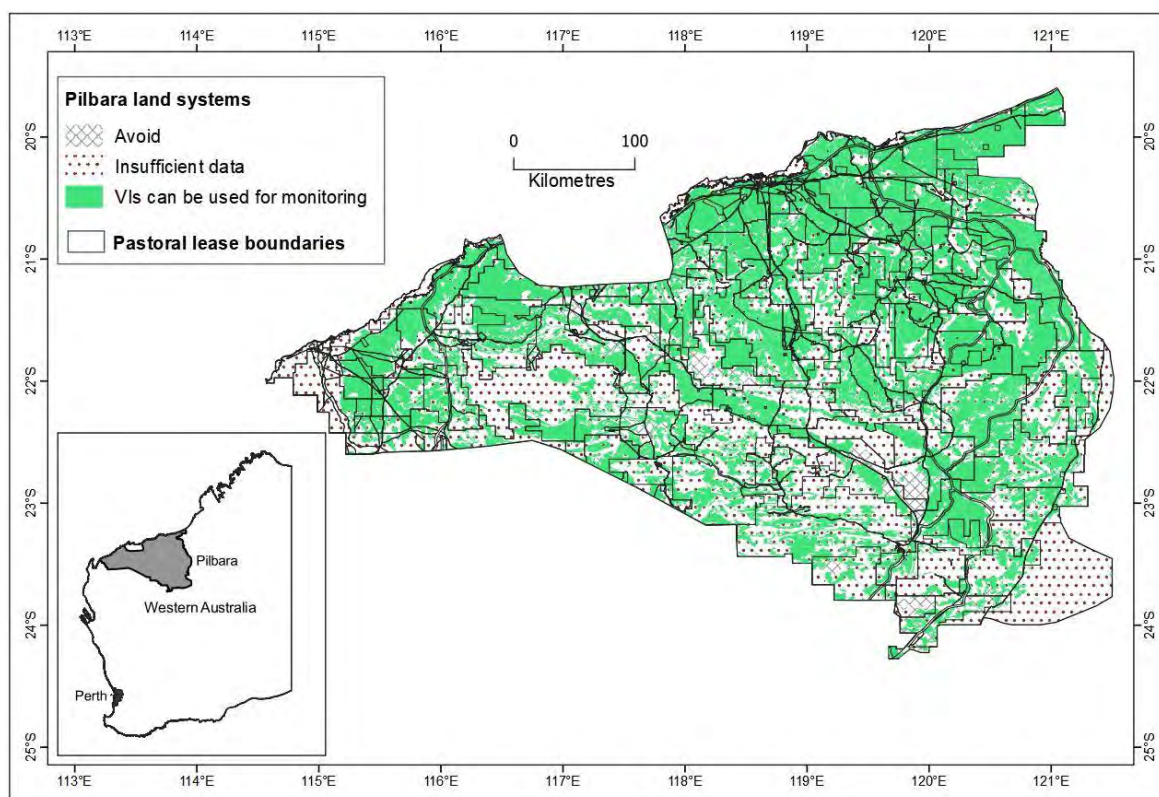 113°E 114°E 115°E 116°E 117°E 118°E 119°E 120°E 121°E
Pilbara land systems
Avoid
Insufficient data
VIs can be used for monitoring
Pastoral lease boundaries
0 100
Kilometres
20°S 20°S
21°S 21°S
22°S 22°S
23°S 23°S
24°S 24°S
25°S 25°S
Pilbara
Western Australia
Perth
113°E 114°E 115°E 116°E 117°E 118°E 119°E 120°E 121°E